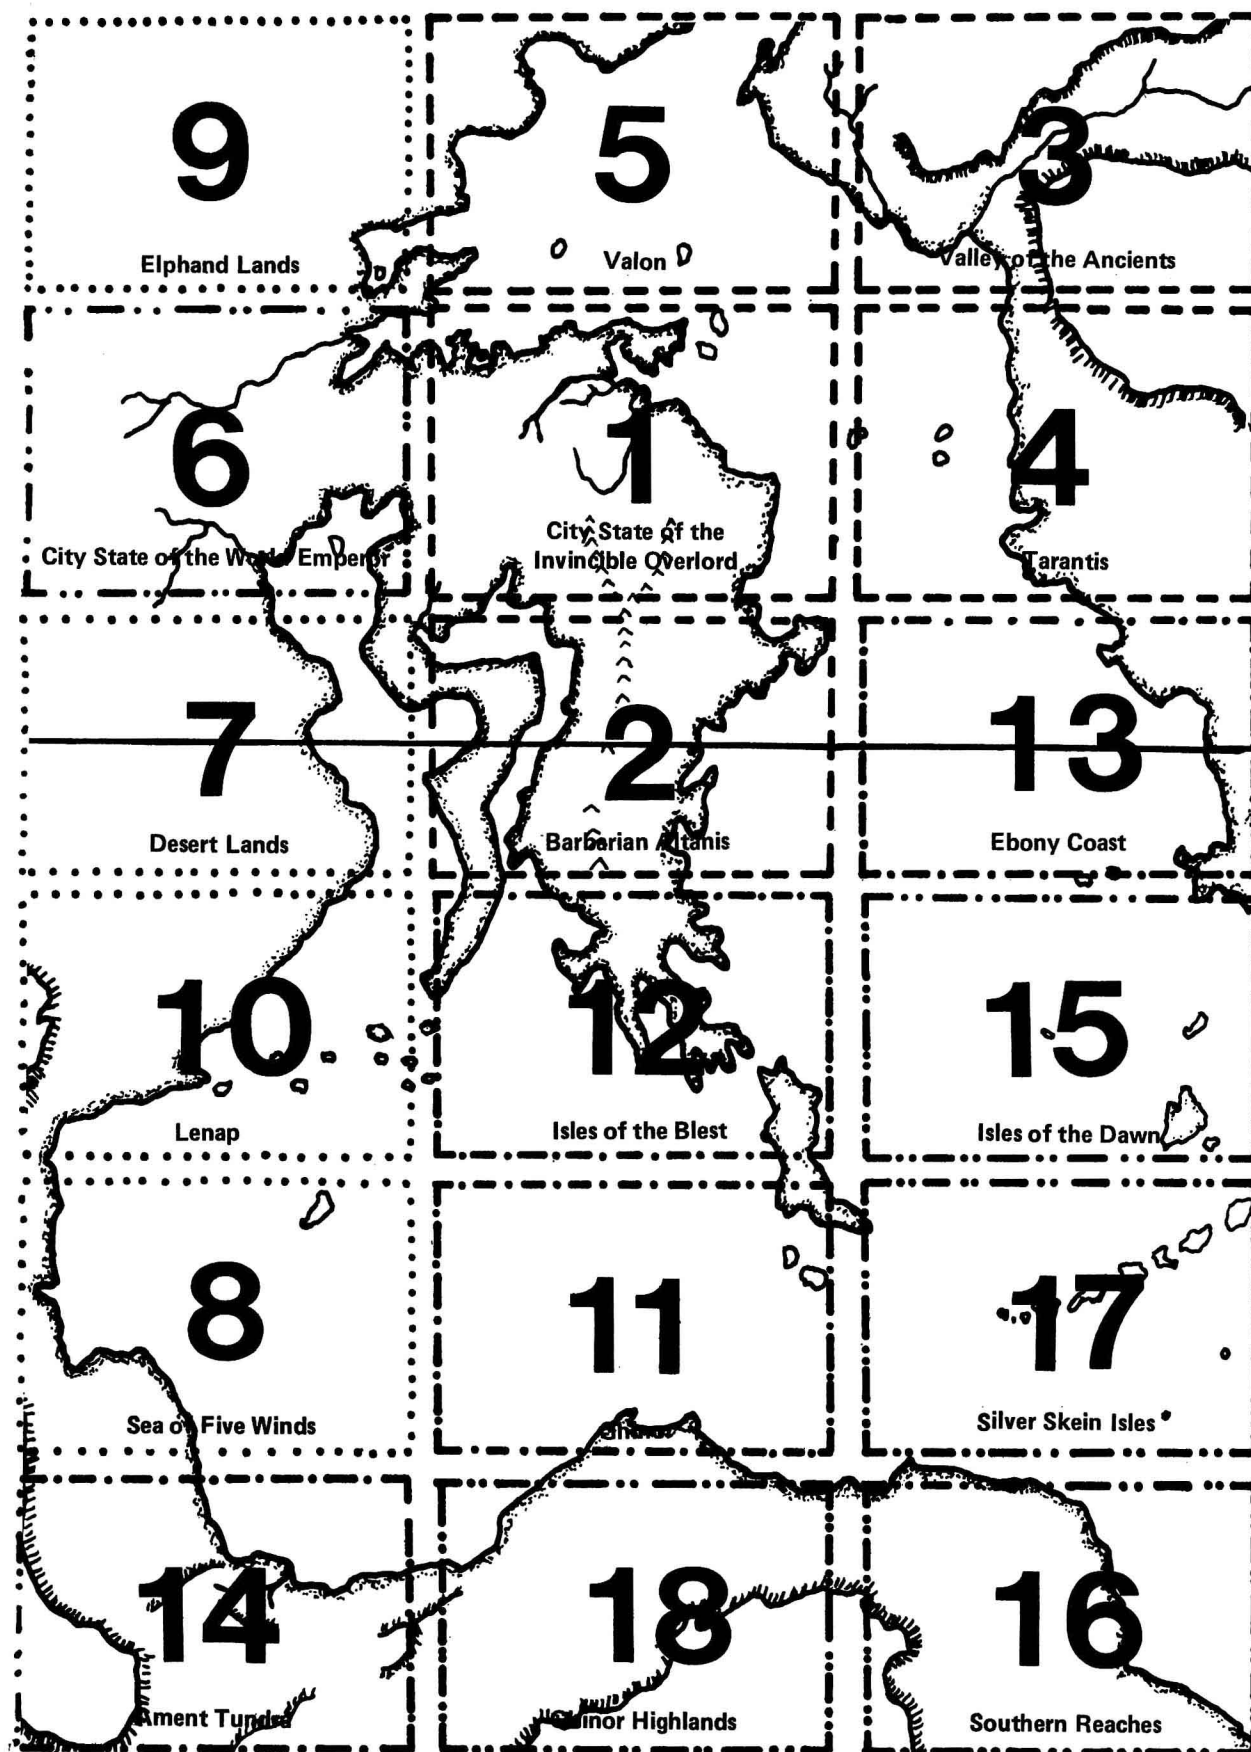 9
Elphand Lands
5
Valon
3
Valley of the Ancients
6
City State of the World Emperor
1
City State of the
Invincible Overlord
4
Tarantis
7
Desert Lands
2
Barbarian Altanis
13
Ebony Coast
10
Lenap
12
Isles of the Blest
15
Isles of the Dawn
8
Sea of Five Winds
11
Ghinor
17
Silver Skein Isles
14
Ament Tundra
18
Ghinor Highlands
16
Southern Reaches